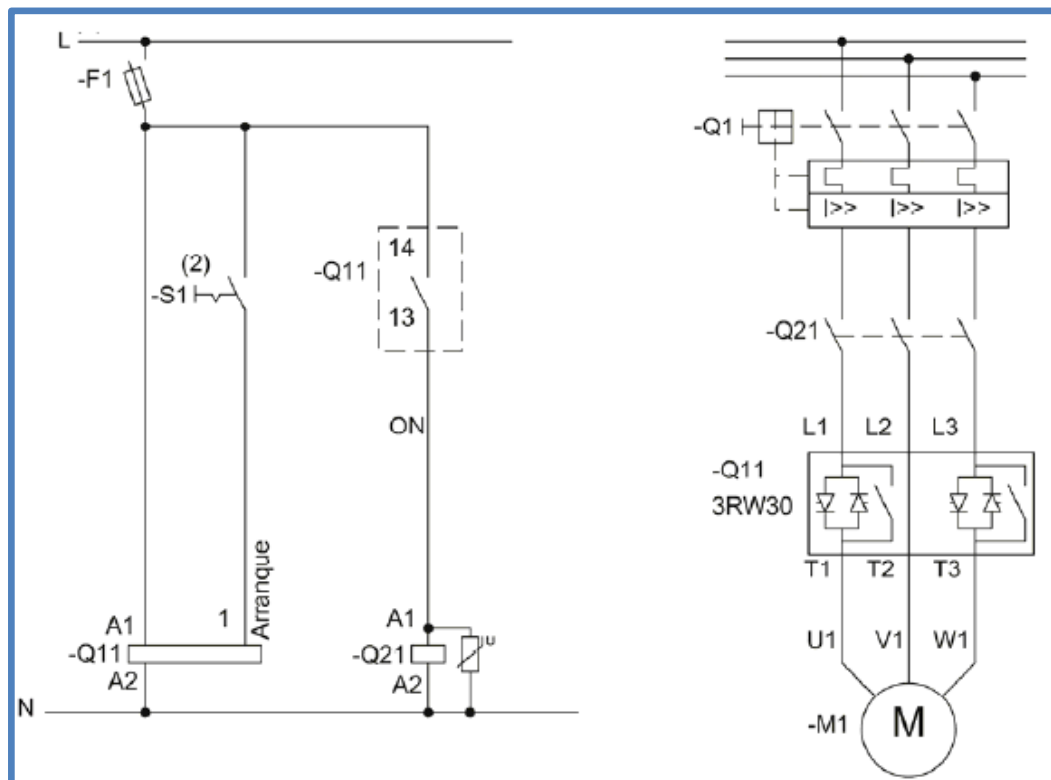 L
-F1
(2)
-S1
-Q11
14
13
ON
Arranque
A1
1
-Q11
A2
A1
-Q21
A2
U
N
-Q1
I>> I>> I>>
-Q21
L1 L2 L3
-Q11
3RW30
T1 T2 T3
U1 V1 W1
-M1
M